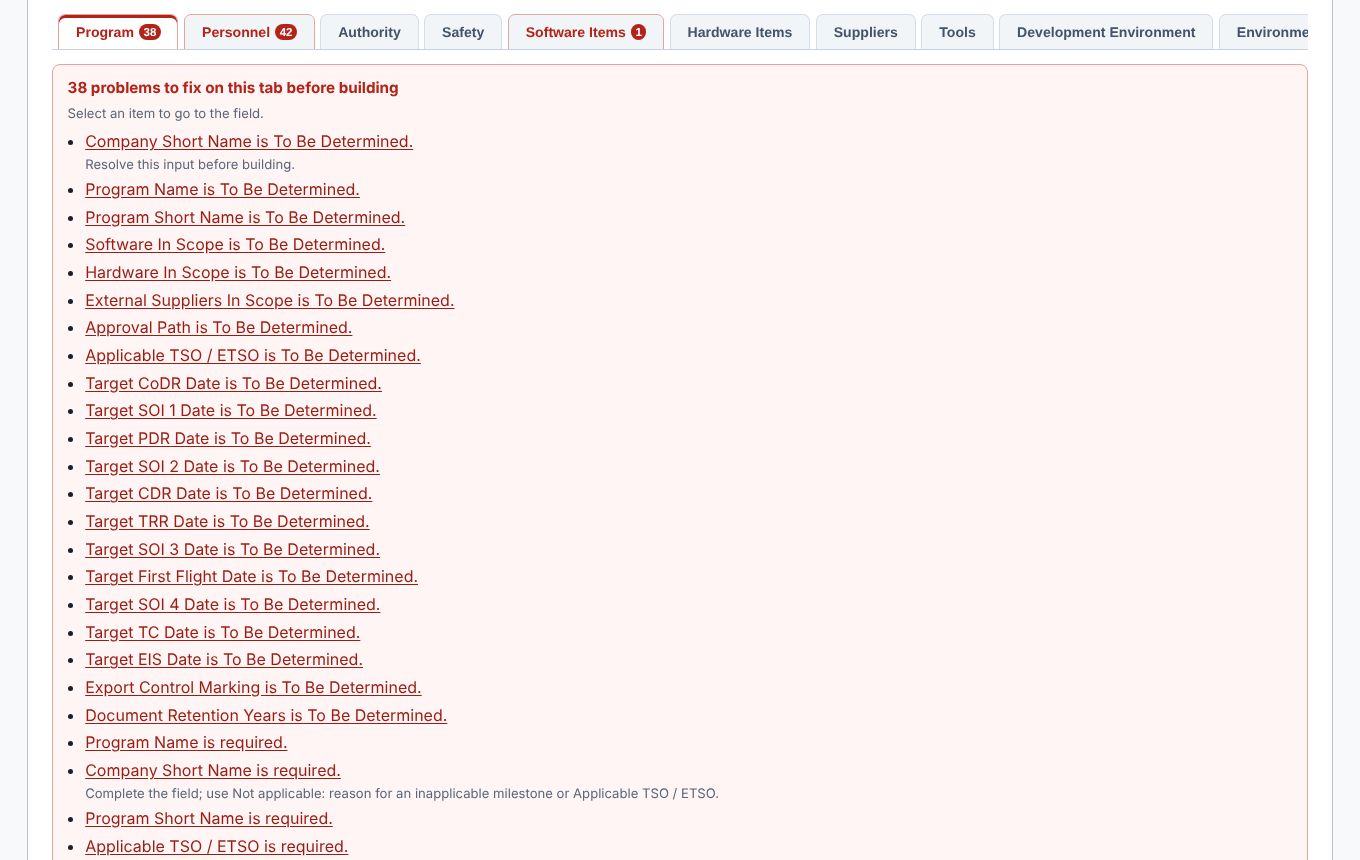 Program 38 Personnel 42 Authority Safety Software Items 1 Hardware Items Suppliers Tools Development Environment Environme
38 problems to fix on this tab before building
Select an item to go to the field.
Company Short Name is To Be Determined.
Resolve this input before building.
Program Name is To Be Determined.
Program Short Name is To Be Determined.
Software In Scope is To Be Determined.
Hardware In Scope is To Be Determined.
External Suppliers In Scope is To Be Determined.
Approval Path is To Be Determined.
Applicable TSO / ETSO is To Be Determined.
Target CoDR Date is To Be Determined.
Target SOI 1 Date is To Be Determined.
Target PDR Date is To Be Determined.
Target SOI 2 Date is To Be Determined.
Target CDR Date is To Be Determined.
Target TRR Date is To Be Determined.
Target SOI 3 Date is To Be Determined.
Target First Flight Date is To Be Determined.
Target SOI 4 Date is To Be Determined.
Target TC Date is To Be Determined.
Target EIS Date is To Be Determined.
Export Control Marking is To Be Determined.
Document Retention Years is To Be Determined.
Program Name is required.
Company Short Name is required.
Complete the field; use Not applicable: reason for an inapplicable milestone or Applicable TSO / ETSO.
Program Short Name is required.
Applicable TSO / ETSO is required.